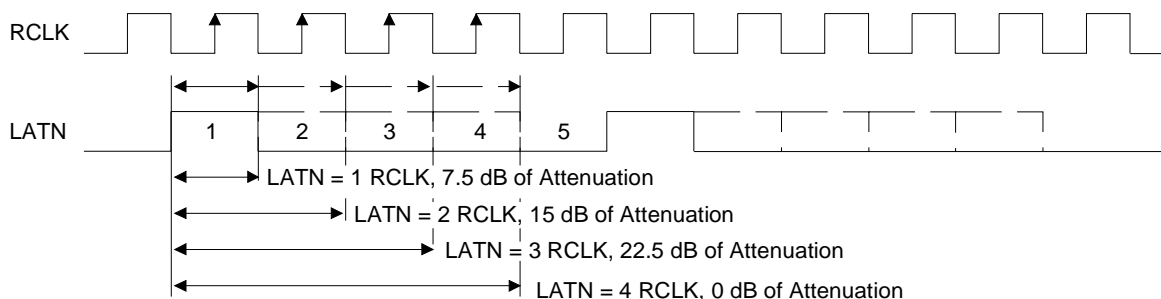 RCLK
LATN
1 2 3 4 5
LATN = 1 RCLK, 7.5 dB of Attenuation
LATN = 2 RCLK, 15 dB of Attenuation
LATN = 3 RCLK, 22.5 dB of Attenuation
LATN = 4 RCLK, 0 dB of Attenuation